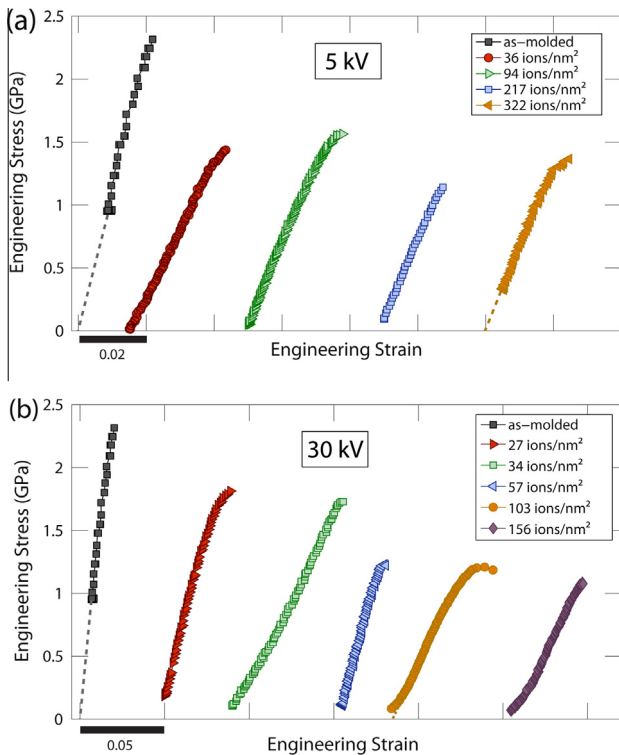 (a)
5 kV
as-molded
36 ions/nm²
94 ions/nm²
217 ions/nm²
322 ions/nm²
Engineering Stress (GPa)
2.5
2
1.5
1
0.5
0
0.02
Engineering Strain
(b)
30 kV
as-molded
27 ions/nm²
34 ions/nm²
57 ions/nm²
103 ions/nm²
156 ions/nm²
Engineering Stress (GPa)
2.5
2
1.5
1
0.5
0
0.05
Engineering Strain